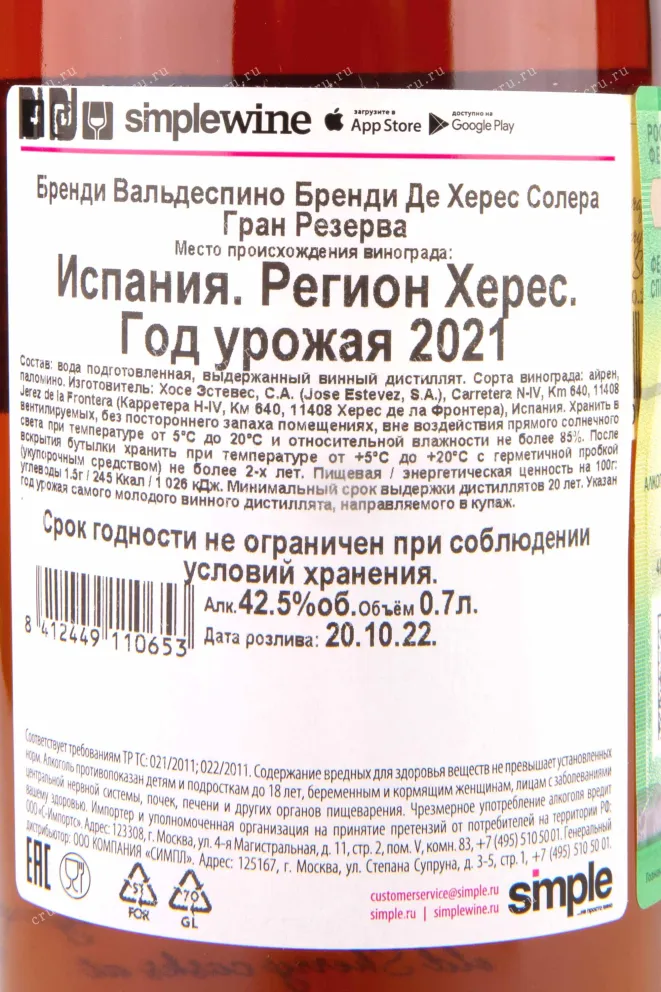 simplewine загрузите в App Store доступно на Google Play
Бренди Вальдеспино Бренди Де Херес Солера
Гран Резерва
Место происхождения винограда:
Испания. Регион Херес.
Год урожая 2021
Состав: вода подготовленная, выдержанный винный дистиллят. Сорта винограда: айрен,
паломино. Изготовитель: Хосе Эстевес, С.А. (Jose Estevez, S.A.), Carretera N-IV, Km 640, 11408
Jerez de la Frontera (Карретера Н-IV, Км 640, 11408 Херес де ла Фронтера), Испания. Хранить в
вентилируемых, без постороннего запаха помещениях, вне воздействия прямого солнечного
света при температуре от 5°С до 20°С и относительной влажности не более 85%. После
вскрытия бутылки хранить при температуре от +5°С до +20°С с герметичной пробкой
(укупорочным средством) не более 2-х лет. Пищевая / энергетическая ценность на 100г:
углеводы 1.5г / 245 Ккал / 1 026 кДж. Минимальный срок выдержки дистиллятов 20 лет. Указан
год урожая самого молодого винного дистиллята, направляемого в купаж.
Срок годности не ограничен при соблюдении
условий хранения.
Алк.42.5%об.Объём 0.7л.
Дата розлива: 20.10.22.
8 412449 110653
Соответствует требованиям ТР ТС: 021/2011; 022/2011. Содержание вредных для здоровья веществ не превышает установленных
норм. Алкоголь противопоказан детям и подросткам до 18 лет, беременным и кормящим женщинам, лицам с заболеваниями
центральной нервной системы, почек, печени и других органов пищеварения. Чрезмерное употребление алкоголя вредит
вашему здоровью. Импортер и уполномоченная организация на принятие претензий от потребителей на территории РФ:
ООО «С-Импортс». Адрес: 123308, г. Москва, ул. 4-я Магистральная, д. 11, стр. 2, пом. V, комн. 83, +7 (495) 510 50 01. Генеральный
дистрибьютор: ООО КОМПАНИЯ «СИМПЛ». Адрес: 125167, г. Москва, ул. Степана Супруна, д. 3-5, стр. 1, +7 (495) 510 50 01.
EAC
57
FOR
70
GL
customerservice@simple.ru
simple.ru | simplewine.ru
simple
...не просто вино